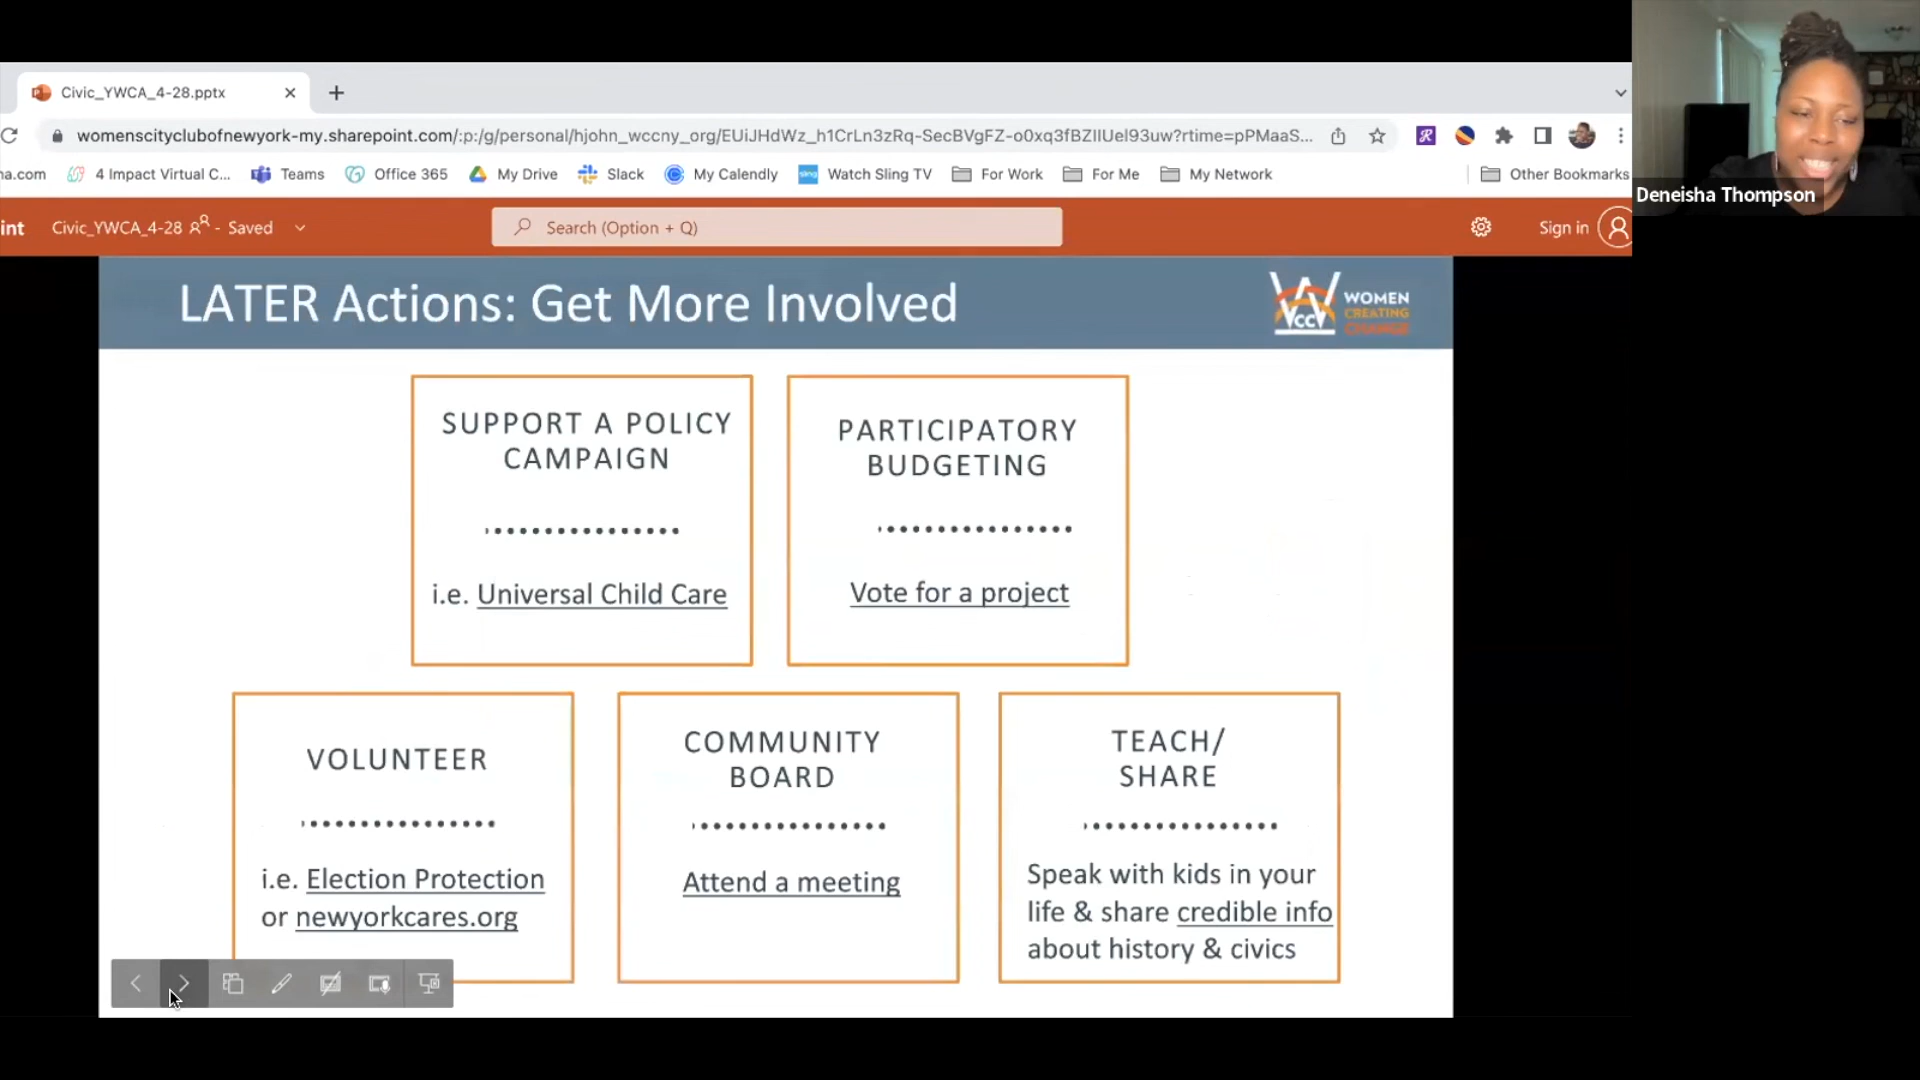 Civic_YWCA_4-28.pptx
womenscityclubofnewyork-my.sharepoint.com/:p:/g/personal/hjohn_wccny_org/EUiJHdWz_h1CrLn3zRq-SecBVgFZ-o0xq3fBZIIUel93uw?rtime=pPMaaS...
na.com 4 Impact Virtual C... Teams Office 365 My Drive Slack My Calendly Watch Sling TV For Work For Me My Network Other Bookmarks
int Civic_YWCA_4-28 - Saved Search (Option + Q) Sign in
Deneisha Thompson
LATER Actions: Get More Involved
WCC
WOMEN
CREATING
CHANGE
SUPPORT A POLICY
CAMPAIGN
i.e. Universal Child Care
PARTICIPATORY
BUDGETING
Vote for a project
VOLUNTEER
i.e. Election Protection
or newyorkcares.org
COMMUNITY
BOARD
Attend a meeting
TEACH/
SHARE
Speak with kids in your
life & share credible info
about history & civics